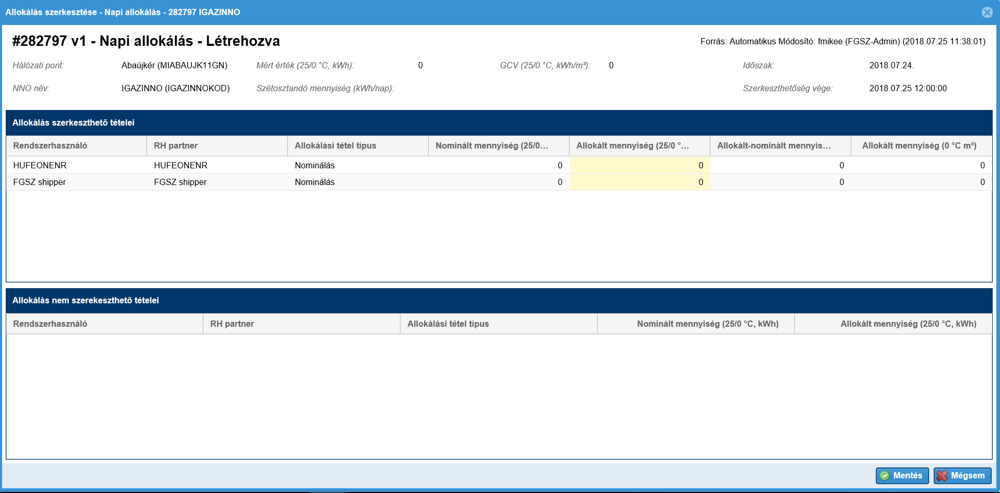 Allokálás szerkesztése - Napi allokálás - 282797 IGAZINNO
#282797 v1 - Napi allokálás - Létrehozva
Forrás: Automatikus Módosító: fmikee (FGSZ-Admin) (2018.07.25 11:38:01)
Hálózati pont: Abaújkér (MIABAUJK11GN) Mért érték (25/0 °C, kWh): 0 GCV (25/0 °C, kWh/m³): 0 Időszak: 2018.07.24.
NNO név: IGAZINNO (IGAZINNOKOD) Szétosztandó mennyiség (kWh/nap): Szerkeszthetőség vége: 2018.07.25 12:00:00
Allokálás szerkeszthető tételei
Rendszerhasználó RH partner Allokálási tétel típus Nominált mennyiség (25/0... Allokált mennyiség (25/0 °... Allokált-nominált mennyis... Allokált mennyiség (0 °C m³)
HUFEONENR HUFEONENR Nominálás 0 0 0 0
FGSZ shipper FGSZ shipper Nominálás 0 0 0 0
Allokálás nem szerekeszthető tételei
Rendszerhasználó RH partner Allokálási tétel típus Nominált mennyiség (25/0 °C, kWh) Allokált mennyiség (25/0 °C, kWh)
Mentés Mégsem